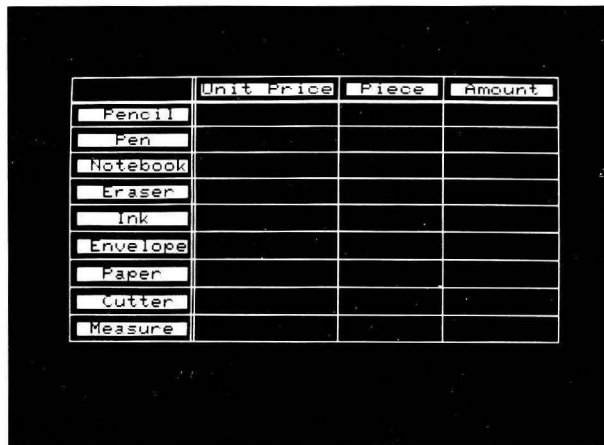 Unit Price Piece Amount
Pencil
Pen
Notebook
Eraser
Ink
Envelope
Paper
Cutter
Measure